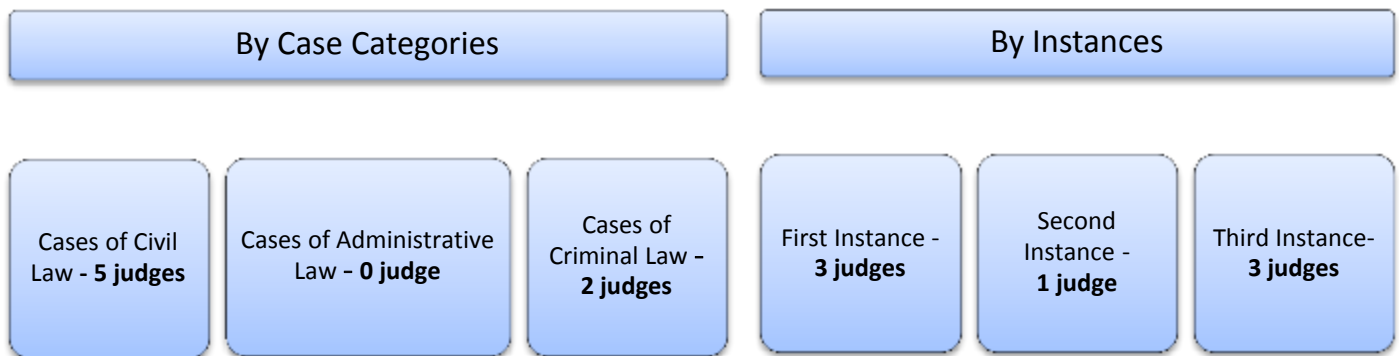 By Case Categories
By Instances
Cases of Civil
Law - 5 judges
Cases of Administrative
Law – 0 judge
Cases of
Criminal Law –
2 judges
First Instance -
3 judges
Second
Instance -
1 judge
Third Instance-
3 judges